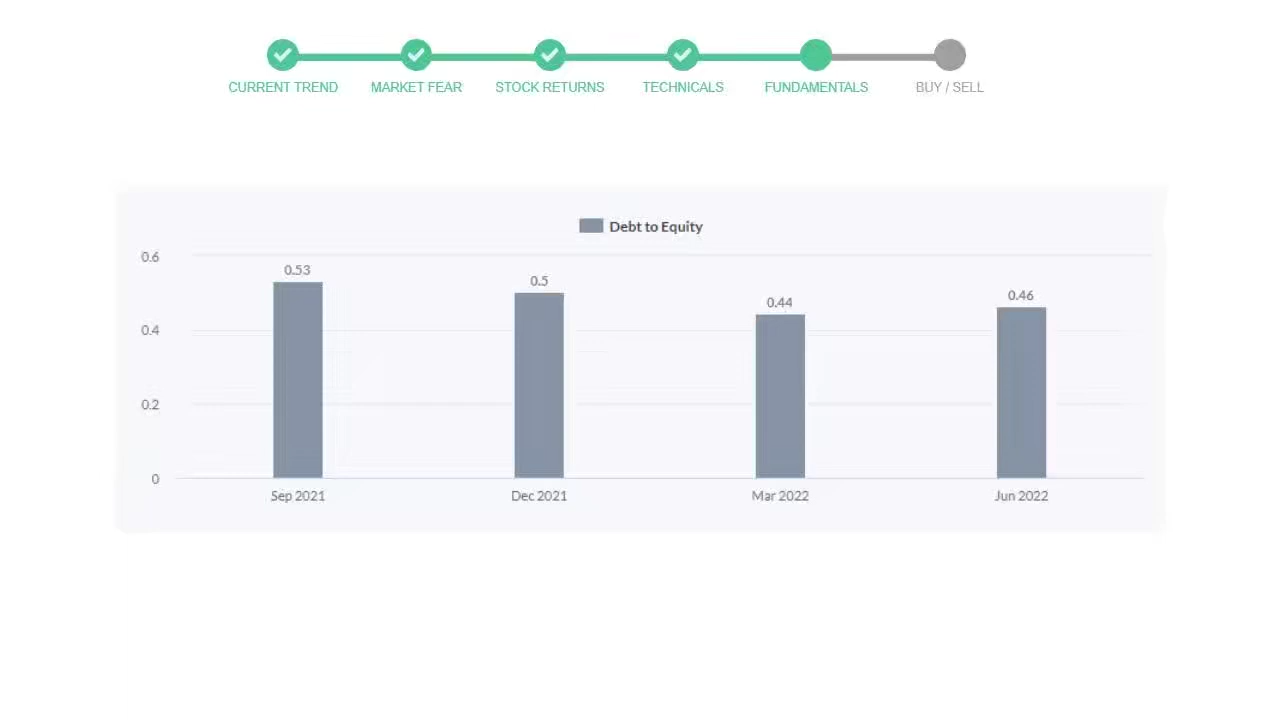 CURRENT TREND MARKET FEAR STOCK RETURNS TECHNICALS FUNDAMENTALS BUY / SELL
Debt to Equity
0.6
0.53
0.5
0.44
0.46
0.4
0.2
0
Sep 2021 Dec 2021 Mar 2022 Jun 2022